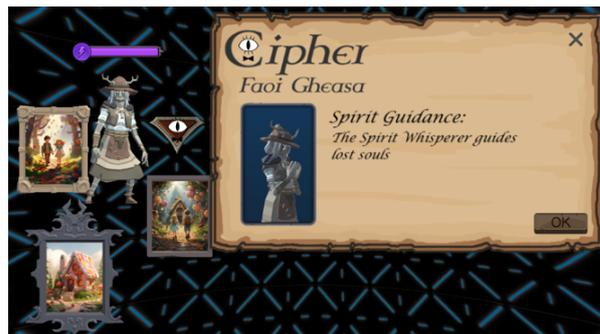 Cipher
Faoi Gheasa
Spirit Guidance:
The Spirit Whisperer guides
lost souls
OK